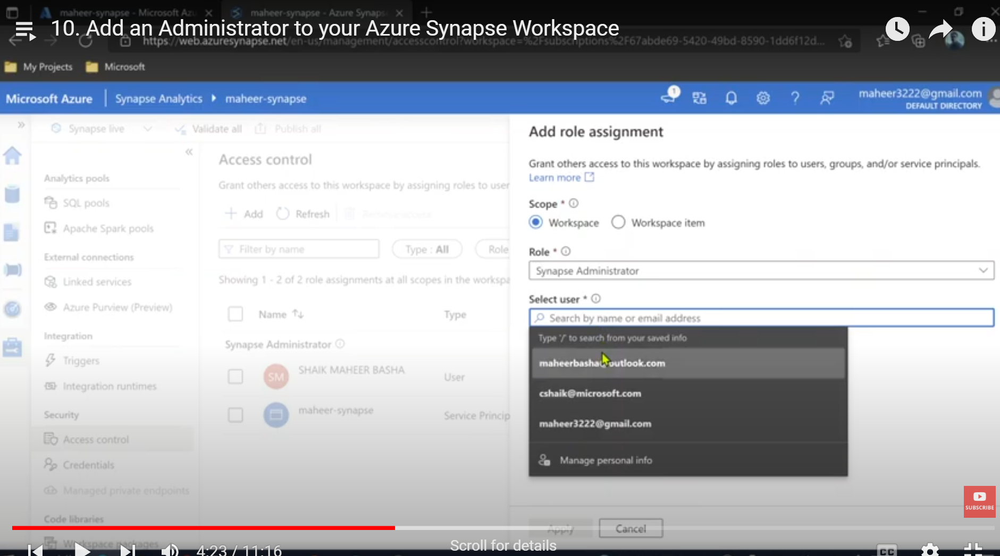 maheer-synapse - Microsoft Azu
maheer-synapse - Azure Synaps
10. Add an Administrator to your Azure Synapse Workspace
https://web.azuresynapse.net/en-us/management/accesscontrol?workspace=%2Fsubscriptions%2F67abde69-5420-49bd-8590-1dd6f12d...
My Projects
Microsoft
Microsoft Azure
Synapse Analytics
maheer-synapse
1
maheer3222@gmail.com
DEFAULT DIRECTORY
Synapse live
Validate all
Publish all
Analytics pools
SQL pools
Apache Spark pools
External connections
Linked services
Azure Purview (Preview)
Integration
Triggers
Integration runtimes
Security
Access control
Credentials
Managed private endpoints
Code libraries
Workspace packages
Access control
Grant others access to this workspace by assigning roles to user
Add
Refresh
Filter by name
Type : All
Role
Showing 1 - 2 of 2 role assignments at all scopes in the workspa
Name
Type
Synapse Administrator
SM
SHAIK MAHEER BASHA
User
maheer-synapse
Service Princip
Add role assignment
Grant others access to this workspace by assigning roles to users, groups, and/or service principals.
Learn more
Scope *
Workspace
Workspace item
Role *
Synapse Administrator
Select user *
Search by name or email address
Type '/' to search from your saved info
maheerbasha@outlook.com
cshaik@microsoft.com
maheer3222@gmail.com
Manage personal info
Apply
Cancel
SUBSCRIBE
4:23 / 11:16
Scroll for details
CC